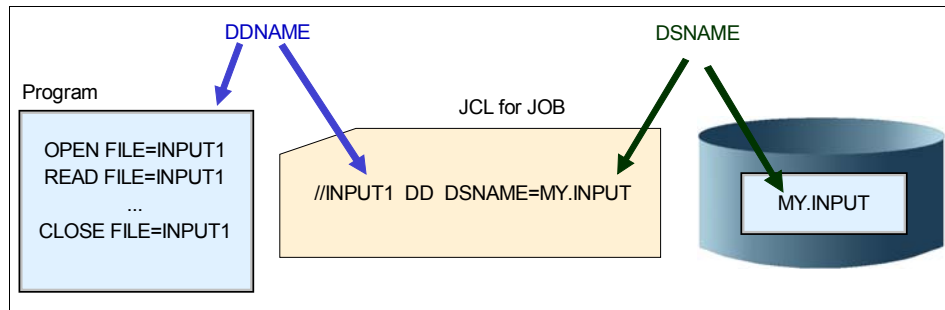 DDNAME
DSNAME
Program
JCL for JOB
OPEN FILE=INPUT1
READ FILE=INPUT1
...
CLOSE FILE=INPUT1
//INPUT1 DD DSNAME=MY.INPUT
MY.INPUT